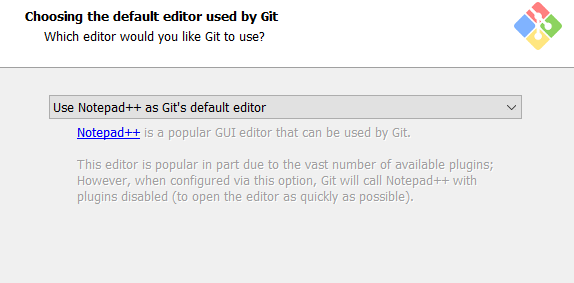 Choosing the default editor used by Git
Which editor would you like Git to use?
Use Notepad++ as Git's default editor
Notepad++ is a popular GUI editor that can be used by Git.
This editor is popular in part due to the vast number of available plugins;
However, when configured via this option, Git will call Notepad++ with
plugins disabled (to open the editor as quickly as possible).